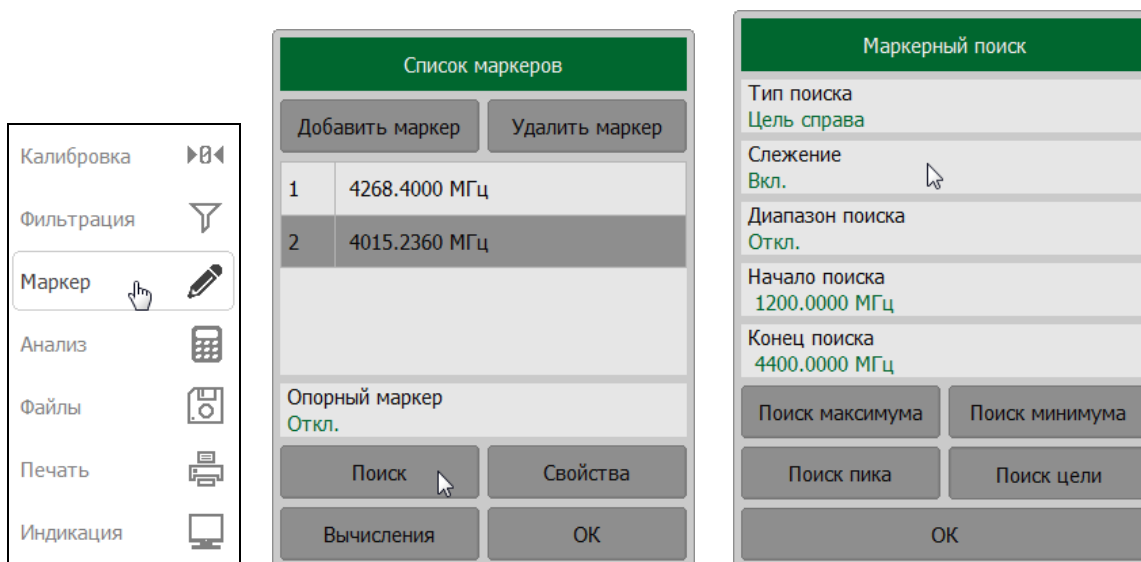 Калибровка
Фильтрация
Маркер
Анализ
Файлы
Печать
Индикация
Список маркеров
Добавить маркер
Удалить маркер
1 4268.4000 МГц
2 4015.2360 МГц
Опорный маркер
Откл.
Поиск
Свойства
Вычисления
ОК
Маркерный поиск
Тип поиска
Цель справа
Слежение
Вкл.
Диапазон поиска
Откл.
Начало поиска
1200.0000 МГц
Конец поиска
4400.0000 МГц
Поиск максимума
Поиск минимума
Поиск пика
Поиск цели
ОК